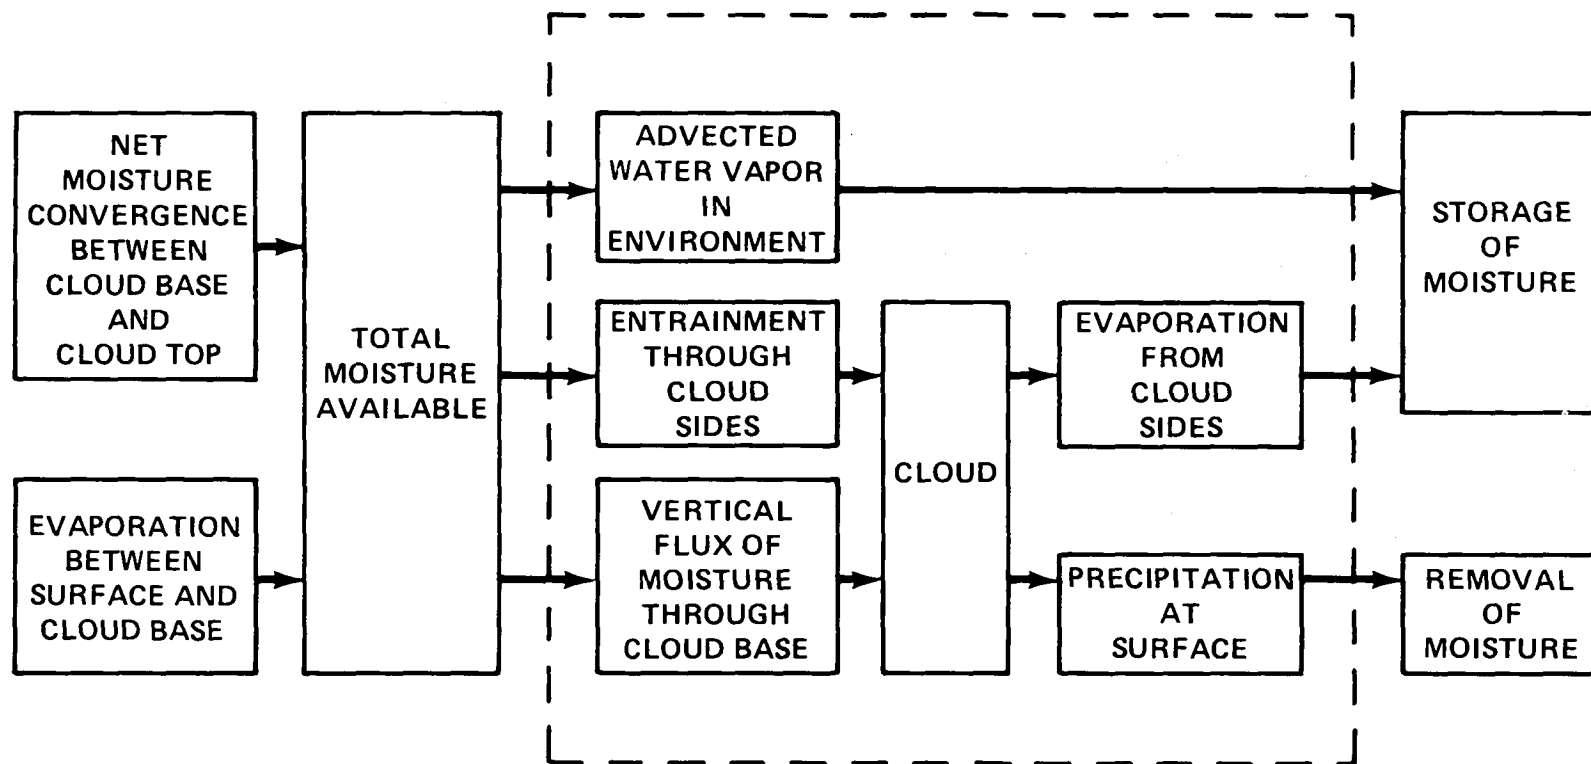 NET
MOISTURE
CONVERGENCE
BETWEEN
CLOUD BASE
AND
CLOUD TOP
EVAPORATION
BETWEEN
SURFACE AND
CLOUD BASE
TOTAL
MOISTURE
AVAILABLE
ADVECTED
WATER VAPOR
IN
ENVIRONMENT
ENTRAINMENT
THROUGH
CLOUD
SIDES
VERTICAL
FLUX OF
MOISTURE
THROUGH
CLOUD BASE
CLOUD
EVAPORATION
FROM
CLOUD
SIDES
PRECIPITATION
AT
SURFACE
STORAGE
OF
MOISTURE
REMOVAL
OF
MOISTURE